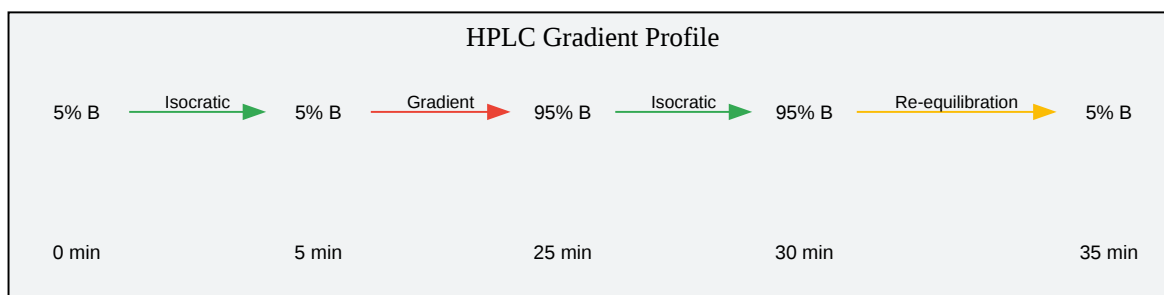 HPLC Gradient Profile
Isocratic Gradient Isocratic Re-equilibration
5% B 5% B 95% B 95% B 5% B
0 min 5 min 25 min 30 min 35 min